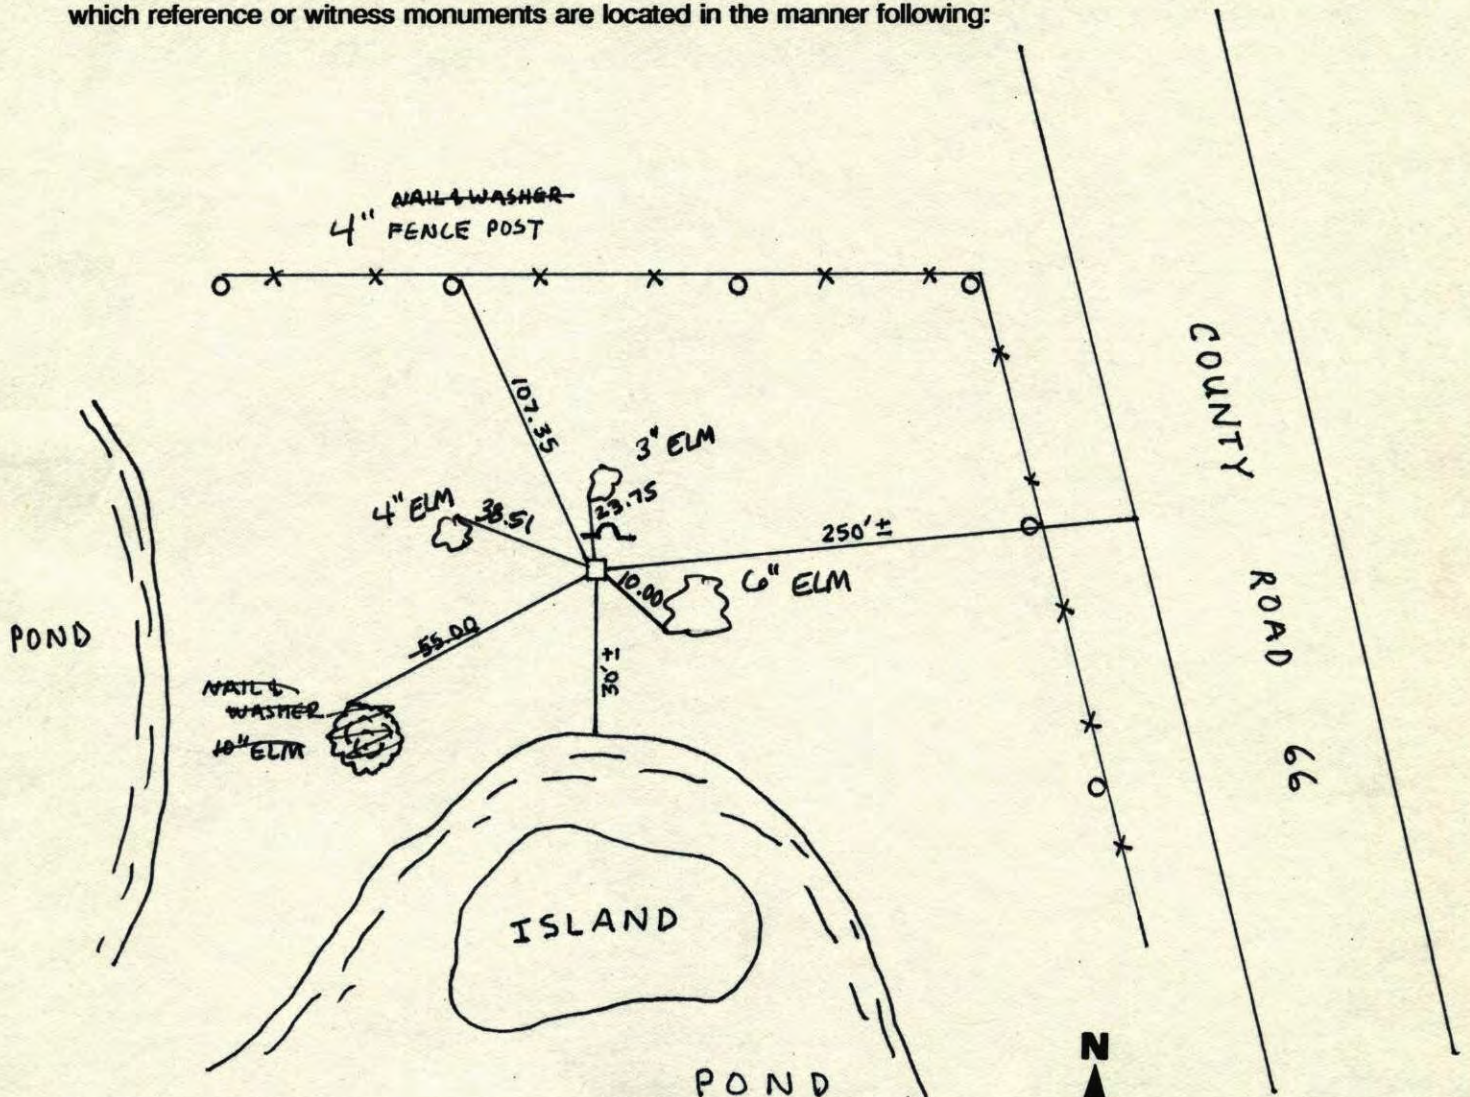 which reference or witness monuments are located in the manner following:
NAIL & WASHER
4" FENCE POST
107.35
3" ELM
23.75
4" ELM
38.51
250'±
10.00
6" ELM
55.00
30'±
NAIL &
WASHER
10" ELM
POND
COUNTY ROAD 66
ISLAND
POND
N